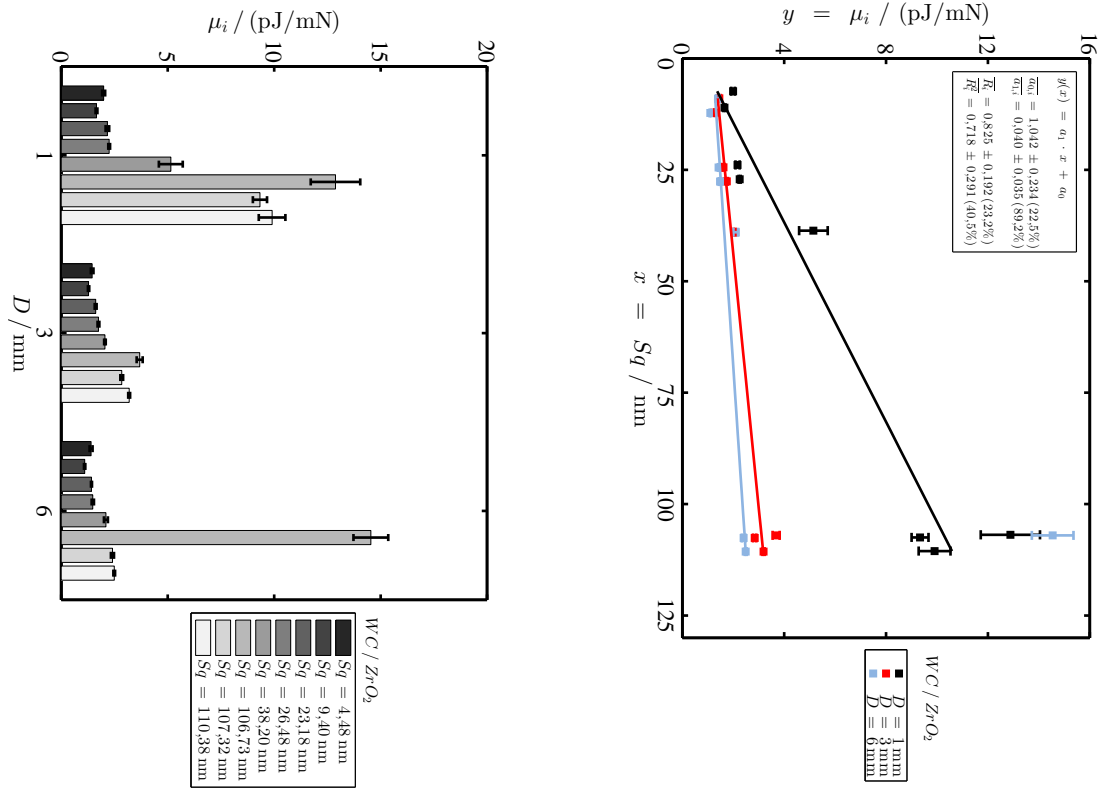 y = μ_i / (pJ/mN)
16
12
8
4
0
y(x) = a₁ · x + a₀
a₀,ᵢ = 1,042 ± 0,234 (22,5%)
a₁,ᵢ = 0,040 ± 0,035 (89,2%)
Rᵢ = 0,825 ± 0,192 (23,2%)
Rᵢ² = 0,718 ± 0,291 (40,5%)
0 25 50 75 100 125
x = Sq / nm
WC / ZrO₂
D = 1 mm
D = 3 mm
D = 6 mm
μ_i / (pJ/mN)
20
15
10
5
0
1 3 6
D / mm
WC / ZrO₂
Sq = 4,48 nm
Sq = 9,40 nm
Sq = 23,18 nm
Sq = 26,48 nm
Sq = 38,20 nm
Sq = 106,73 nm
Sq = 107,32 nm
Sq = 110,38 nm